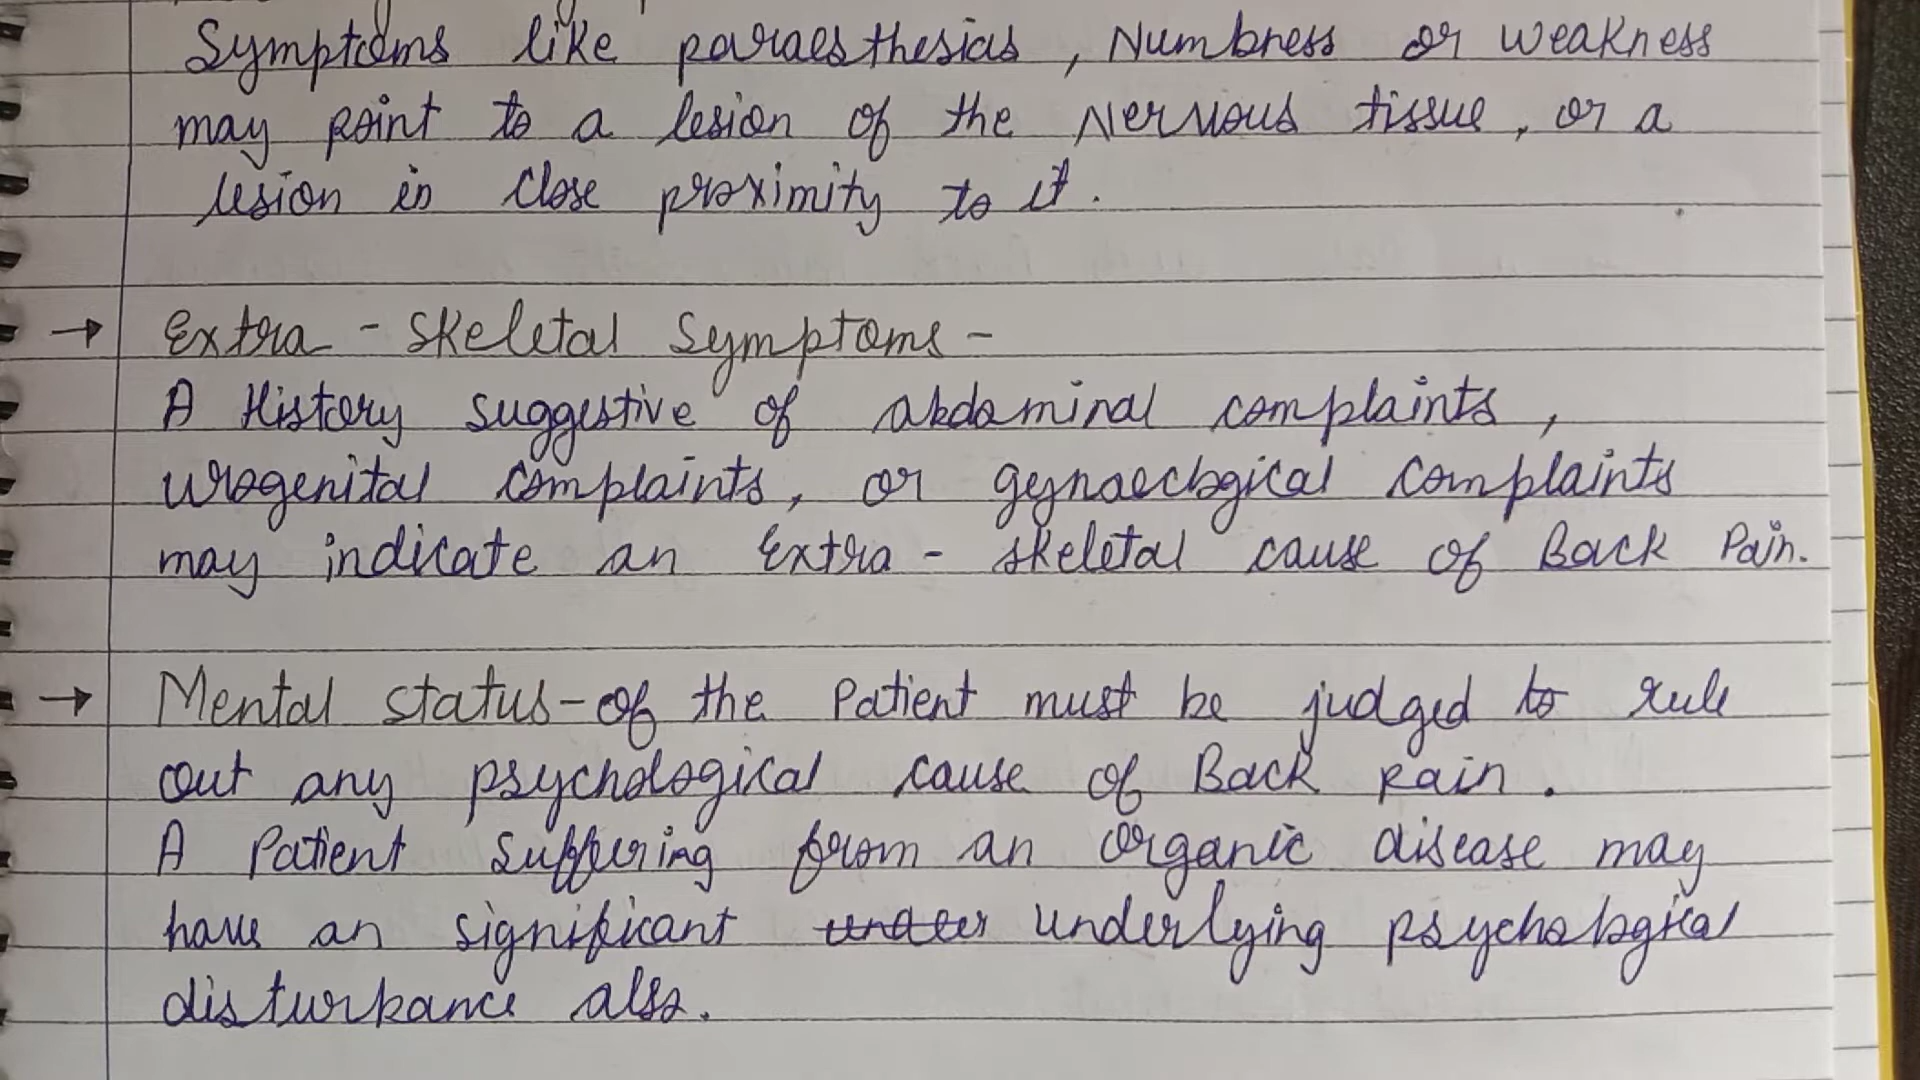 Symptoms like paraesthesias, Numbness or weakness
may point to a lesion of the Nervous tissue, or a
lesion in close proximity to it.
→ Extra - skeletal Symptoms -
A History suggestive of abdominal complaints,
urogenital complaints, or gynaeclogical complaints
may indicate an Extra - skeletal cause of Back Pain.
→ Mental status - of the Patient must be judged to rule
out any psychological cause of Back Pain.
A Patient suffering from an organic disease may
have an significant under underlying psychological
disturbance also.